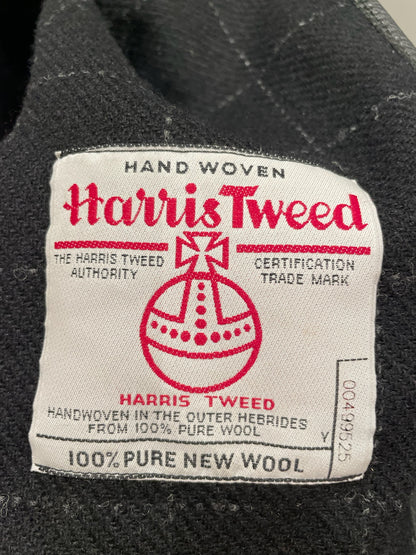 HAND WOVEN
Harris Tweed
THE HARRIS TWEED AUTHORITY
CERTIFICATION TRADE MARK
HARRIS TWEED
HANDWOVEN IN THE OUTER HEBRIDES
FROM 100% PURE WOOL
Y
00499525
100% PURE NEW WOOL